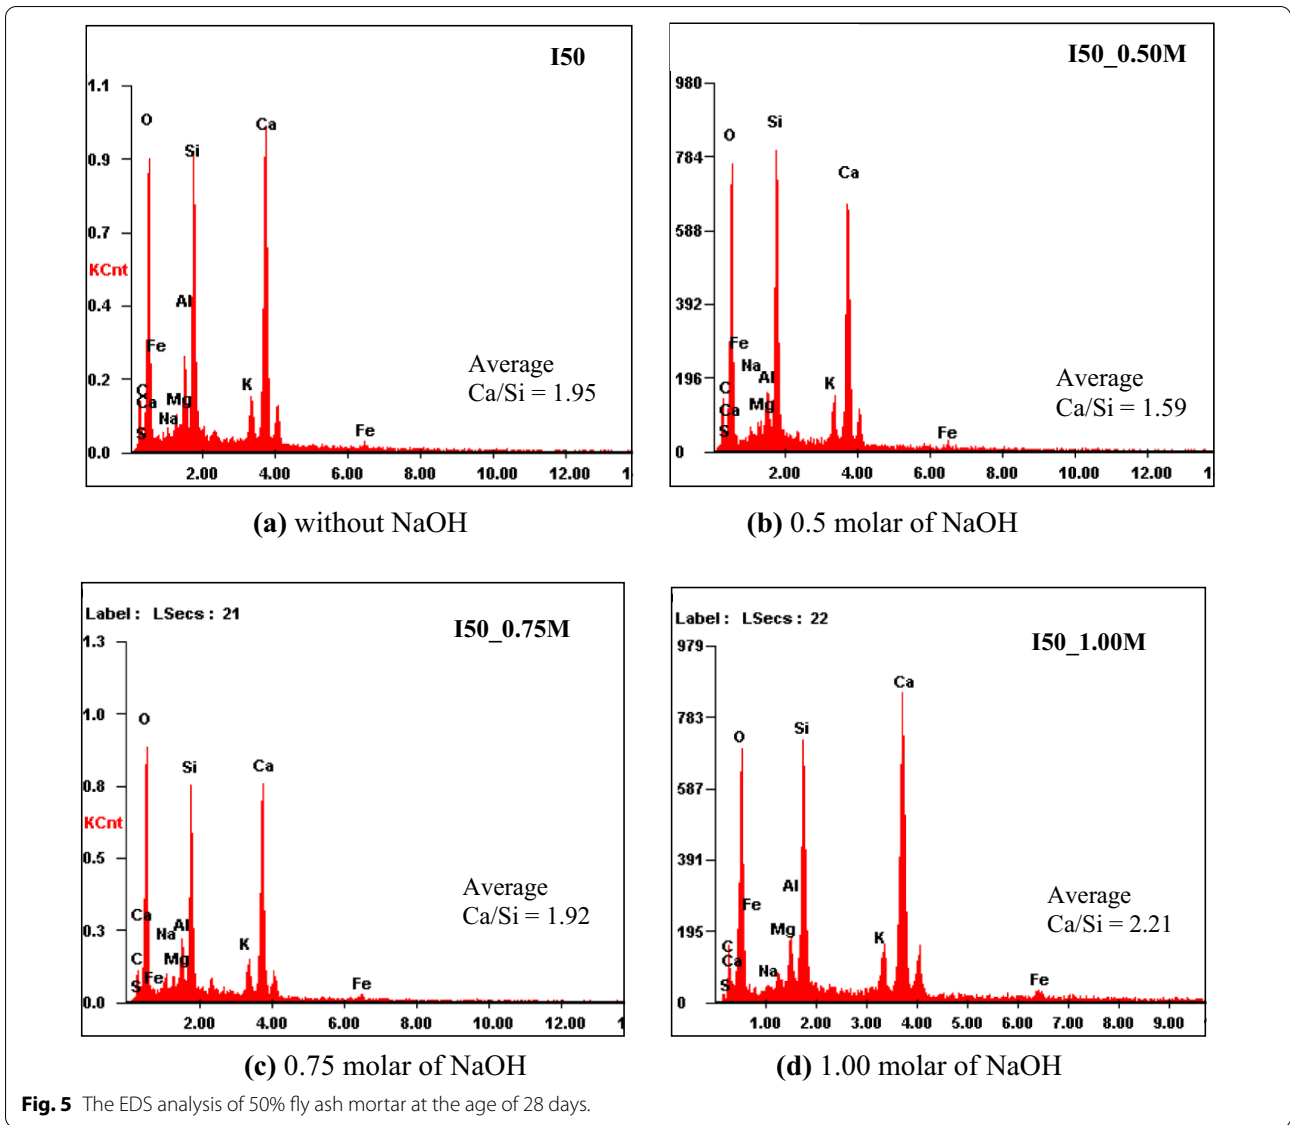 I50
1.1
0.9
0.7
KCnt
0.4
0.2
0.0
O
Si
Ca
Al
Fe
C
Ca
S
Na
Mg
K
Fe
Average
Ca/Si = 1.95
2.00 4.00 6.00 8.00 10.00 12.00 1
(a) without NaOH
I50_0.50M
980
784
588
392
196
0
O
Si
Ca
Fe
Na
Al
C
Ca
S
Mg
K
Fe
Average
Ca/Si = 1.59
2.00 4.00 6.00 8.00 10.00 12.00 1
(b) 0.5 molar of NaOH
Label : LSecs : 21
I50_0.75M
1.3
1.0
0.8
KCnt
0.5
0.3
0.0
O
Si
Ca
Ca
Na
Al
C
Fe
S
Mg
K
Fe
Average
Ca/Si = 1.92
2.00 4.00 6.00 8.00 10.00 12.00 1
(c) 0.75 molar of NaOH
Label : LSecs : 22
I50_1.00M
979
783
587
391
195
0
O
Si
Ca
Al
Fe
Mg
C
Ca
S
Na
K
Fe
Average
Ca/Si = 2.21
1.00 2.00 3.00 4.00 5.00 6.00 7.00 8.00 9.00
(d) 1.00 molar of NaOH
Fig. 5 The EDS analysis of 50% fly ash mortar at the age of 28 days.